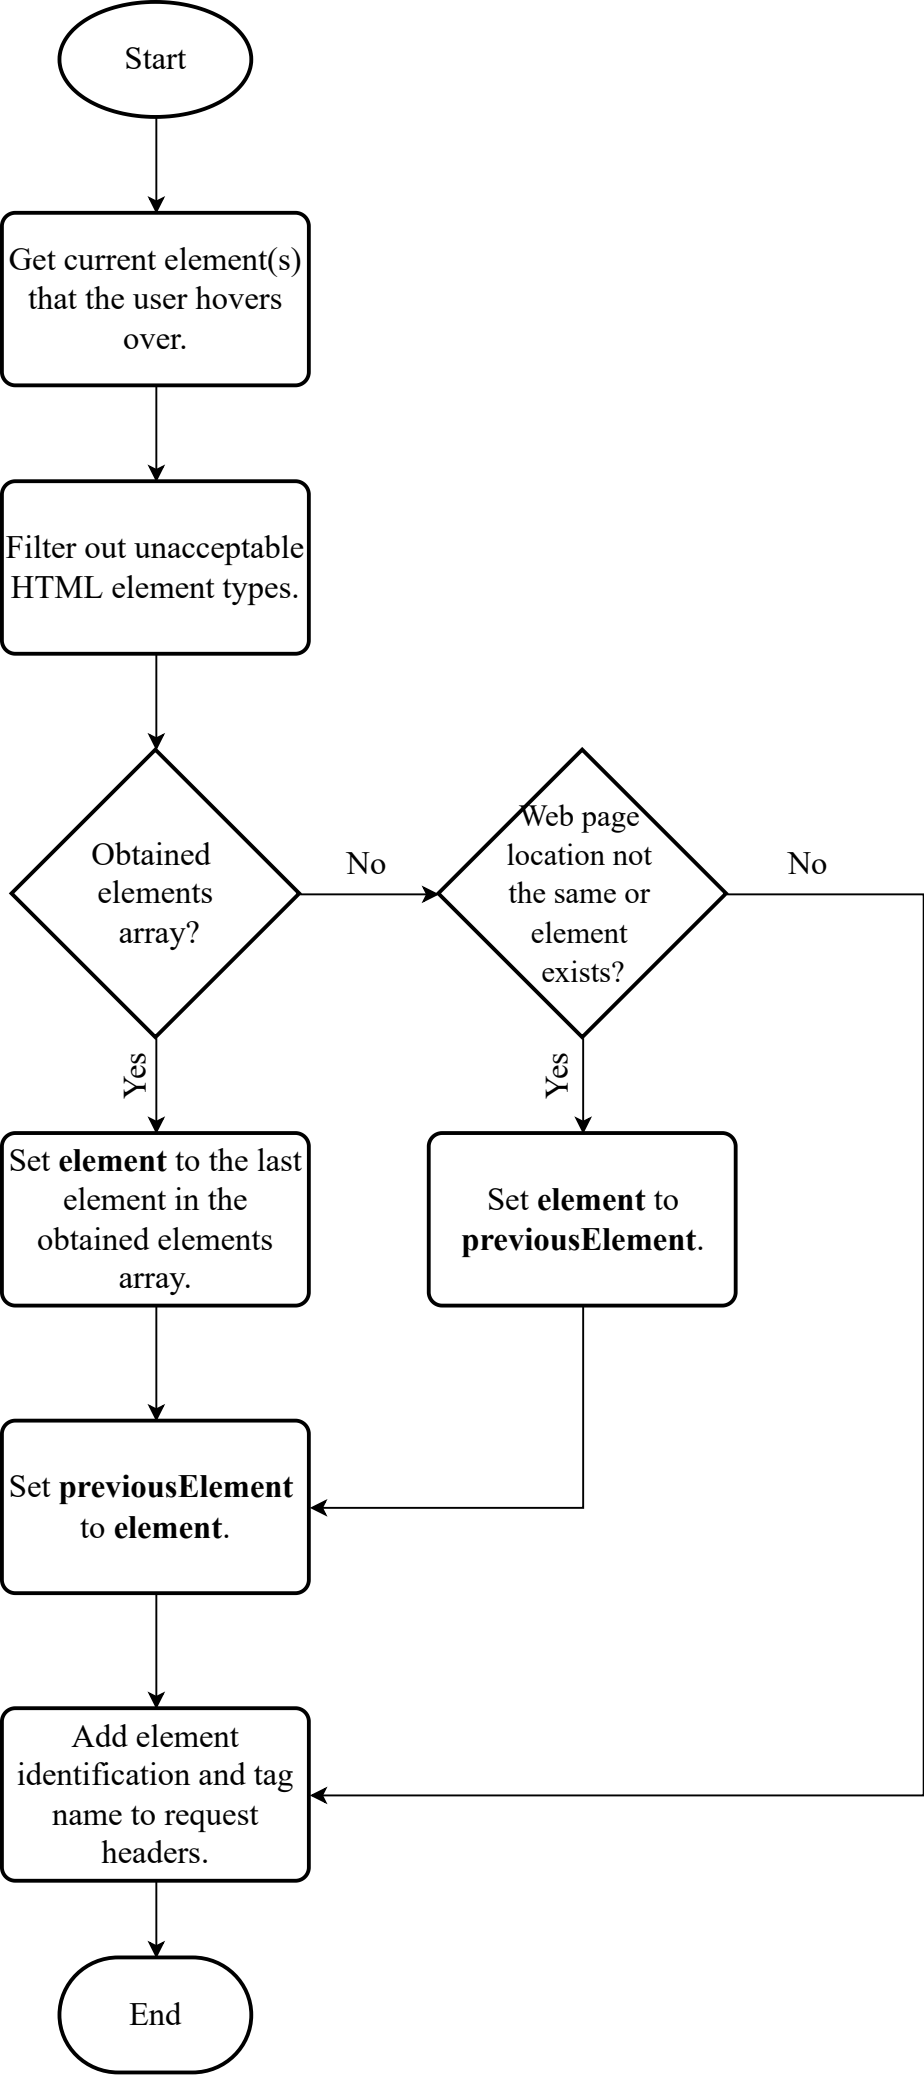 Start
Get current element(s)
that the user hovers
over.
Filter out unacceptable
HTML element types.
Obtained
elements
array?
No
Web page
location not
the same or
element
exists?
No
Yes
Yes
Set element to the last
element in the
obtained elements
array.
Set element to
previousElement.
Set previousElement
to element.
Add element
identification and tag
name to request
headers.
End